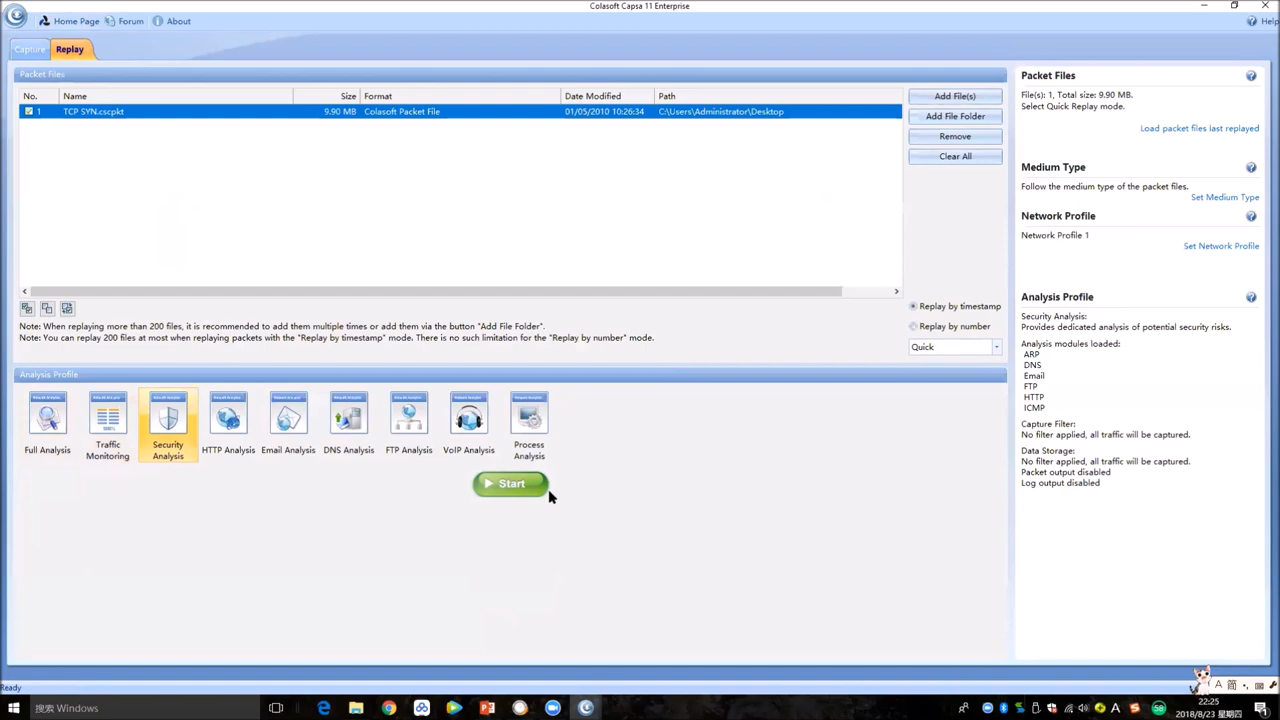 Colasoft Capsa 11 Enterprise
Home Page Forum About Help
Capture Replay
Packet Files
No. Name Size Format Date Modified Path
1 TCP SYN.cscpkt 9.90 MB Colasoft Packet File 01/05/2010 10:26:34 C:\Users\Administrator\Desktop
Add File(s)
Add File Folder
Remove
Clear All
Replay by timestamp
Replay by number
Quick
Note: When replaying more than 200 files, it is recommended to add them multiple times or add them via the button "Add File Folder".
Note: You can replay 200 files at most when replaying packets with the "Replay by timestamp" mode. There is no such limitation for the "Replay by number" mode.
Analysis Profile
Full Analysis
Traffic
Monitoring
Security
Analysis
HTTP Analysis
Email Analysis
DNS Analysis
FTP Analysis
VoIP Analysis
Process
Analysis
Start
Packet Files
File(s): 1, Total size: 9.90 MB.
Select Quick Replay mode.
Load packet files last replayed
Medium Type
Follow the medium type of the packet files.
Set Medium Type
Network Profile
Network Profile 1
Set Network Profile
Analysis Profile
Security Analysis:
Provides dedicated analysis of potential security risks.
Analysis modules loaded:
ARP
DNS
Email
FTP
HTTP
ICMP
Capture Filter:
No filter applied, all traffic will be captured.
Data Storage:
No filter applied, all traffic will be captured.
Packet output disabled
Log output disabled
Ready
A 简
搜索 Windows
22:25
2018/8/23 星期四